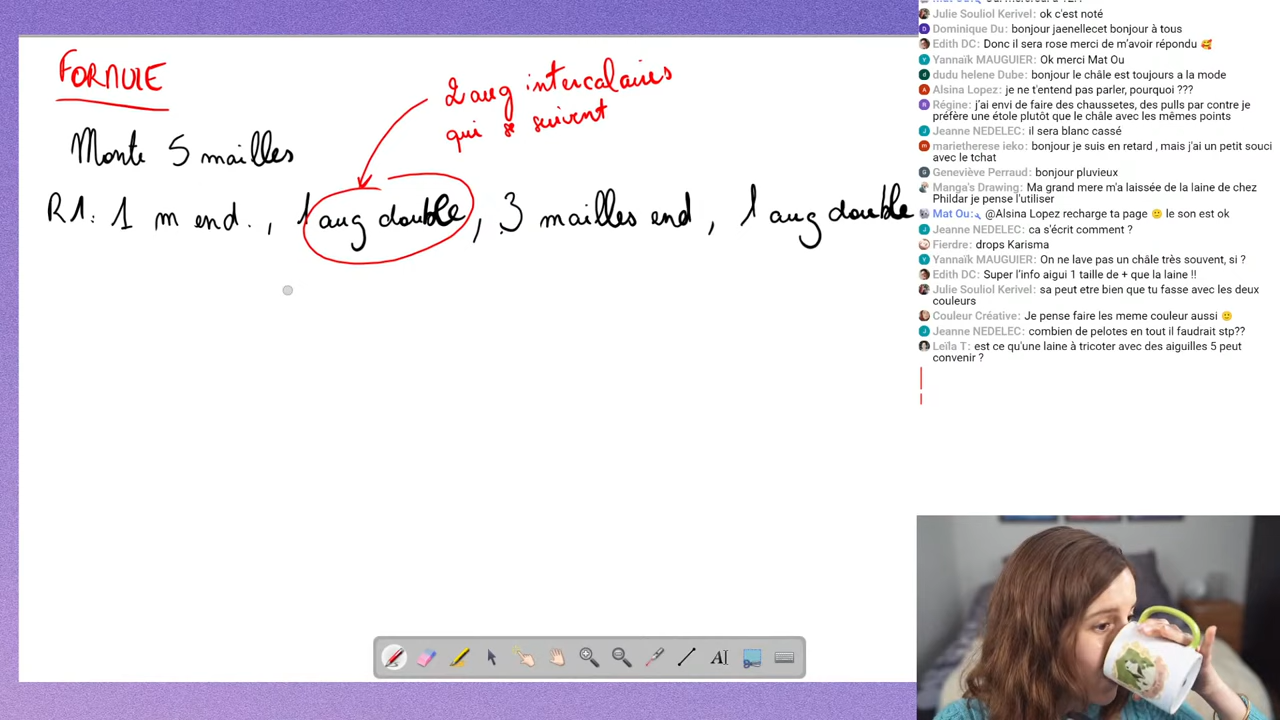 FORMULE
2 aug intercalaires
qui se suivent
Monte 5 mailles
R1: 1 m end. , 1 aug double , 3 mailles end , 1 aug double
Julie Souliol Kerivel: ok c'est noté
Dominique Du: bonjour jaenellecet bonjour à tous
Edith DC: Donc il sera rose merci de m'avoir répondu 🥰
Yannaïk MAUGUIER: Ok merci Mat Ou
dudu helene Dube: bonjour le châle est toujours a la mode
Alsina Lopez: je ne t'entend pas parler, pourquoi ???
Régine: j'ai envi de faire des chaussetes, des pulls par contre je
préfère une étole plutôt que le châle avec les mêmes points
Jeanne NEDELEC: il sera blanc cassé
marietherese ieko: bonjour je suis en retard , mais j'ai un petit souci
avec le tchat
Geneviève Perraud: bonjour pluvieux
Manga's Drawing: Ma grand mere m'a laissée de la laine de chez
Phildar je pense l'utiliser
Mat Ou: @Alsina Lopez recharge ta page 🙂 le son est ok
Jeanne NEDELEC: ca s'écrit comment ?
Fierdre: drops Karisma
Yannaïk MAUGUIER: On ne lave pas un châle très souvent, si ?
Edith DC: Super l'info aigui 1 taille de + que la laine !!
Julie Souliol Kerivel: sa peut etre bien que tu fasse avec les deux
couleurs
Couleur Créative: Je pense faire les meme couleur aussi 🙂
Jeanne NEDELEC: combien de pelotes en tout il faudrait stp??
Leïla T: est ce qu'une laine à tricoter avec des aiguilles 5 peut
convenir ?
AI